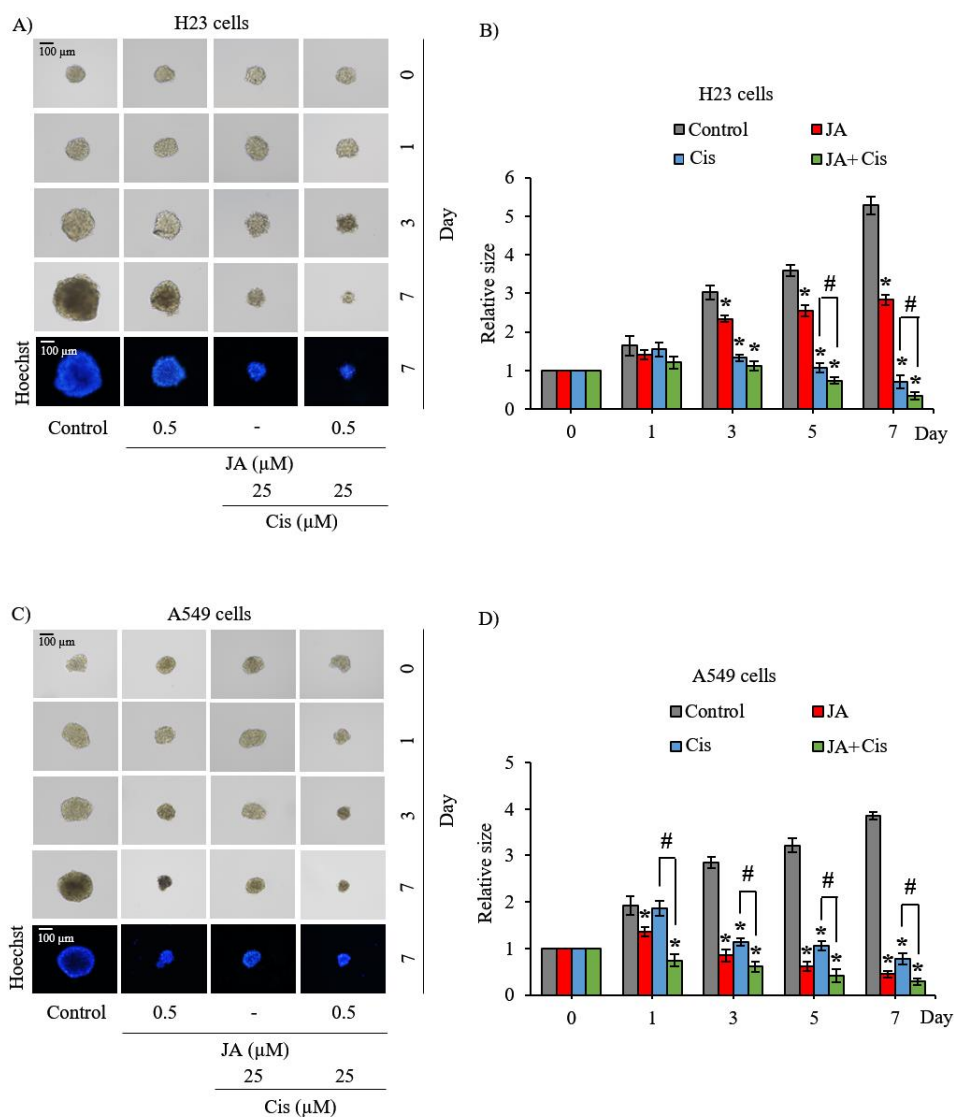 A)
H23 cells
100 µm
0
1
3
7
Day
Hoechst
100 µm
7
Control
0.5
-
0.5
JA (µM)
25
25
Cis (µM)
B)
H23 cells
Control
JA
Cis
JA+Cis
Relative size
6
5
4
3
2
1
0
* * * * * * * * *
# #
0 1 3 5 7 Day
C)
A549 cells
100 µm
0
1
3
7
Day
Hoechst
100 µm
7
Control
0.5
-
0.5
JA (µM)
25
25
Cis (µM)
D)
A549 cells
Control
JA
Cis
JA+Cis
Relative size
5
4
3
2
1
0
* * * * * * * * * * *
# # # #
0 1 3 5 7 Day